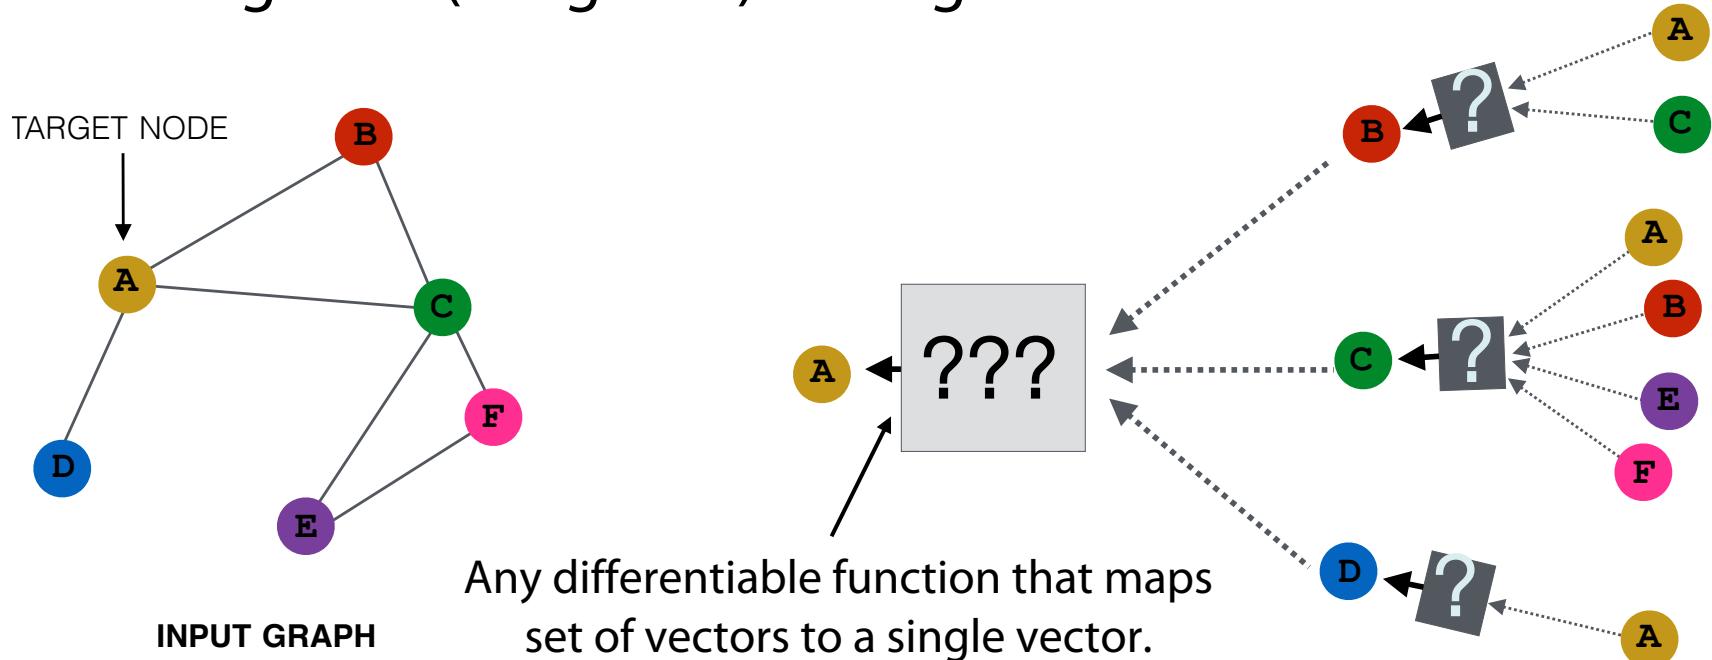 TARGET NODE
B
A
C
F
D
E
INPUT GRAPH
A
???
Any differentiable function that maps
set of vectors to a single vector.
B
?
A
C
C
?
A
B
E
F
D
?
A